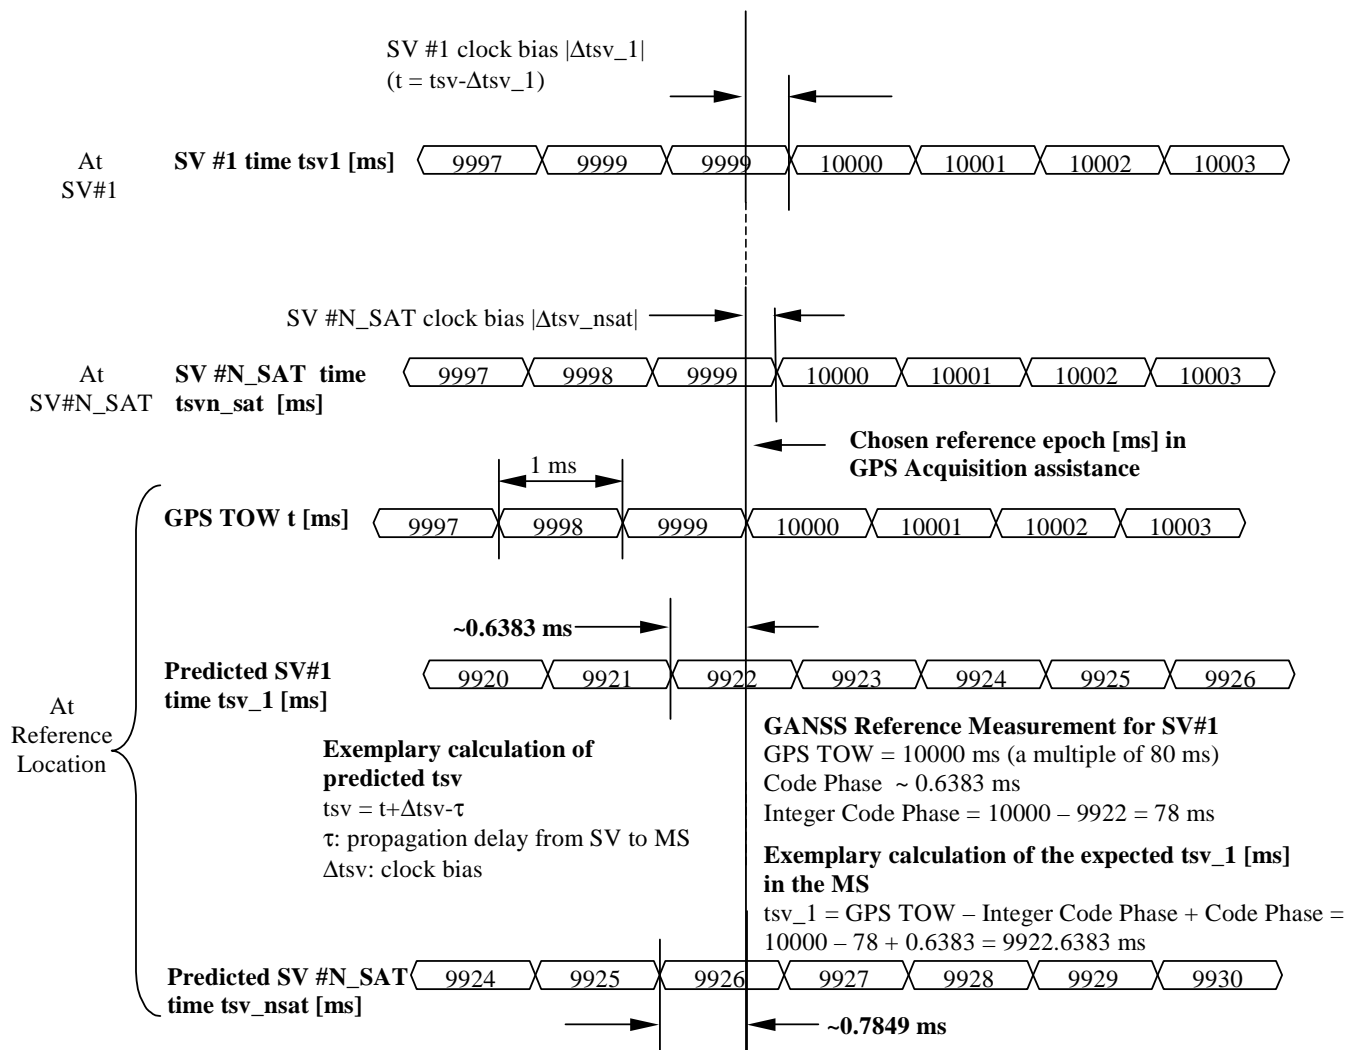 SV #1 clock bias |Δtsv_1|
(t = tsv-Δtsv_1)
At
SV#1
SV #1 time tsv1 [ms]
9997 9999 9999 10000 10001 10002 10003
SV #N_SAT clock bias |Δtsv_nsat|
At
SV#N_SAT
SV #N_SAT time
tsvn_sat [ms]
9997 9998 9999 10000 10001 10002 10003
Chosen reference epoch [ms] in
GPS Acquisition assistance
1 ms
GPS TOW t [ms]
9997 9998 9999 10000 10001 10002 10003
~0.6383 ms
Predicted SV#1
time tsv_1 [ms]
9920 9921 9922 9923 9924 9925 9926
At
Reference
Location
Exemplary calculation of
predicted tsv
tsv = t+Δtsv-τ
τ: propagation delay from SV to MS
Δtsv: clock bias
GANSS Reference Measurement for SV#1
GPS TOW = 10000 ms (a multiple of 80 ms)
Code Phase ~ 0.6383 ms
Integer Code Phase = 10000 – 9922 = 78 ms
Exemplary calculation of the expected tsv_1 [ms]
in the MS
tsv_1 = GPS TOW – Integer Code Phase + Code Phase =
10000 – 78 + 0.6383 = 9922.6383 ms
Predicted SV #N_SAT
time tsv_nsat [ms]
9924 9925 9926 9927 9928 9929 9930
~0.7849 ms